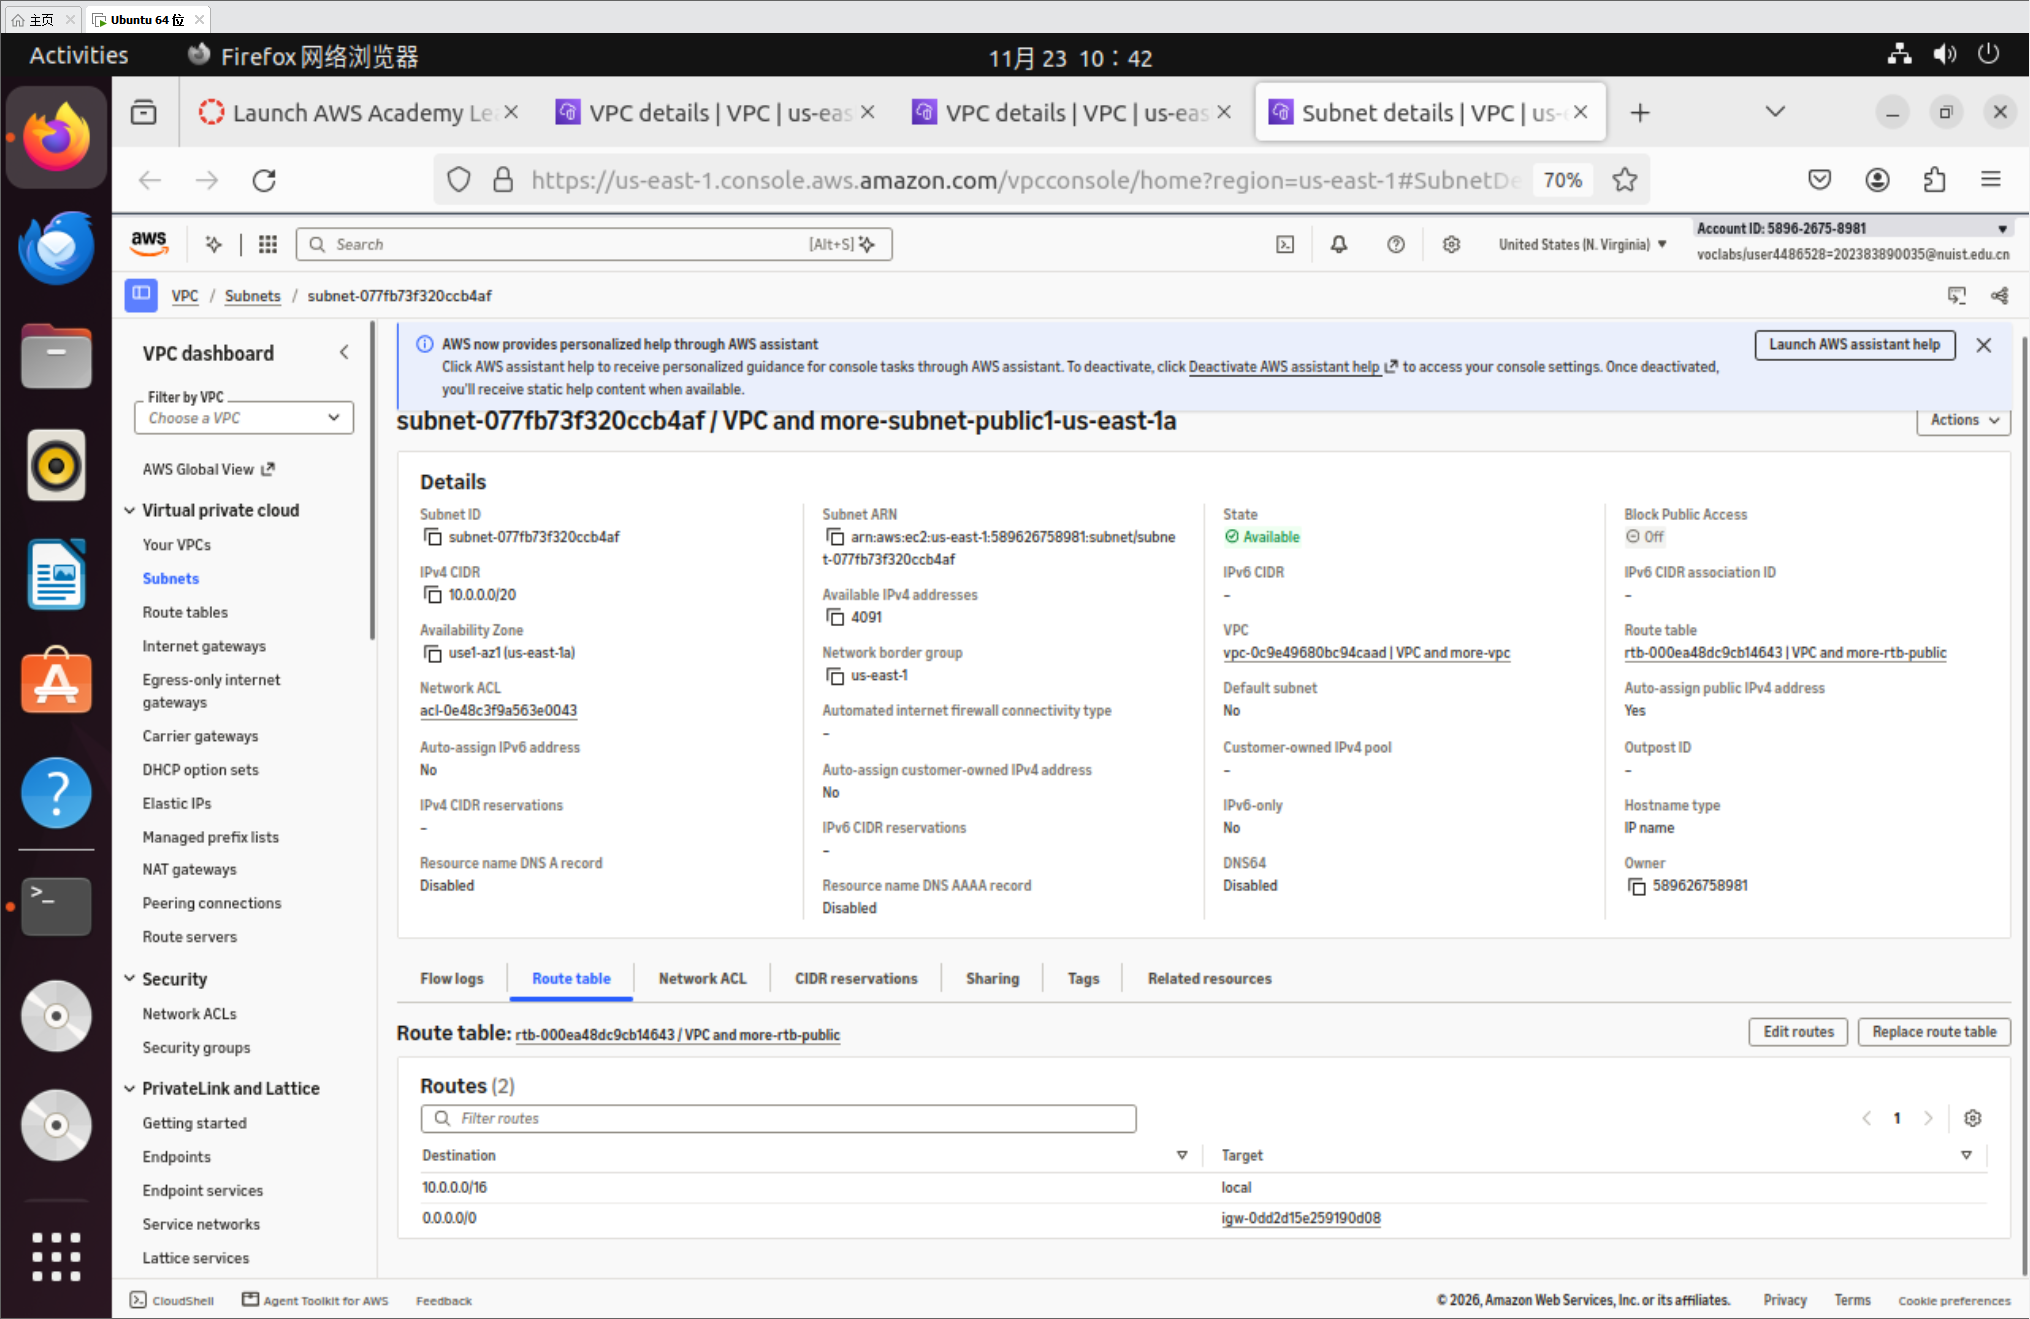 主页
Ubuntu 64 位
Activities
Firefox 网络浏览器
11月 23 10：42
Launch AWS Academy Le
VPC details | VPC | us-eas
VPC details | VPC | us-eas
Subnet details | VPC | us-
https://us-east-1.console.aws.amazon.com/vpcconsole/home?region=us-east-1#SubnetDe
70%
aws
Search
[Alt+S]
United States (N. Virginia)
Account ID: 5896-2675-8981
voclabs/user4486528=202383890035@nuist.edu.cn
VPC / Subnets / subnet-077fb73f320ccb4af
VPC dashboard
Filter by VPC
Choose a VPC
AWS Global View
Virtual private cloud
Your VPCs
Subnets
Route tables
Internet gateways
Egress-only internet
gateways
Carrier gateways
DHCP option sets
Elastic IPs
Managed prefix lists
NAT gateways
Peering connections
Route servers
Security
Network ACLs
Security groups
PrivateLink and Lattice
Getting started
Endpoints
Endpoint services
Service networks
Lattice services
AWS now provides personalized help through AWS assistant
Click AWS assistant help to receive personalized guidance for console tasks through AWS assistant. To deactivate, click Deactivate AWS assistant help to access your console settings. Once deactivated,
you'll receive static help content when available.
Launch AWS assistant help
subnet-077fb73f320ccb4af / VPC and more-subnet-public1-us-east-1a
Actions
Details
Subnet ID
subnet-077fb73f320ccb4af
IPv4 CIDR
10.0.0.0/20
Availability Zone
use1-az1 (us-east-1a)
Network ACL
acl-0e48c3f9a563e0043
Auto-assign IPv6 address
No
IPv4 CIDR reservations
–
Resource name DNS A record
Disabled
Subnet ARN
arn:aws:ec2:us-east-1:589626758981:subnet/subne
t-077fb73f320ccb4af
Available IPv4 addresses
4091
Network border group
us-east-1
Automated internet firewall connectivity type
–
Auto-assign customer-owned IPv4 address
No
IPv6 CIDR reservations
–
Resource name DNS AAAA record
Disabled
State
Available
IPv6 CIDR
–
VPC
vpc-0c9e49680bc94caad | VPC and more-vpc
Default subnet
No
Customer-owned IPv4 pool
–
IPv6-only
No
DNS64
Disabled
Block Public Access
Off
IPv6 CIDR association ID
–
Route table
rtb-000ea48dc9cb14643 | VPC and more-rtb-public
Auto-assign public IPv4 address
Yes
Outpost ID
–
Hostname type
IP name
Owner
589626758981
Flow logs
Route table
Network ACL
CIDR reservations
Sharing
Tags
Related resources
Route table: rtb-000ea48dc9cb14643 / VPC and more-rtb-public
Edit routes
Replace route table
Routes (2)
Filter routes
1
Destination
Target
10.0.0.0/16
local
0.0.0.0/0
igw-0dd2d15e259190d08
CloudShell
Agent Toolkit for AWS
Feedback
© 2026, Amazon Web Services, Inc. or its affiliates.
Privacy
Terms
Cookie preferences